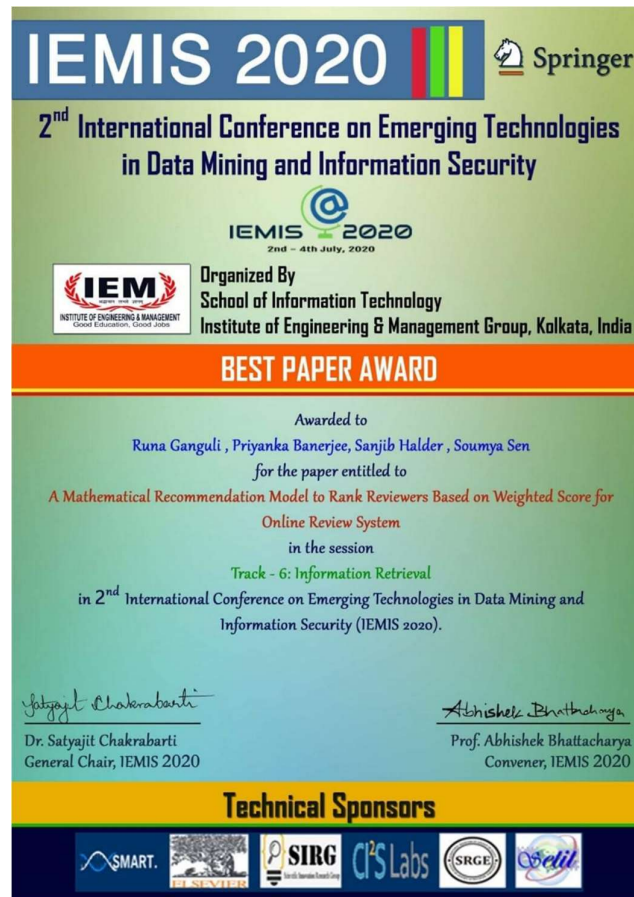 IEMIS 2020
Springer
2nd International Conference on Emerging Technologies
in Data Mining and Information Security
IEMIS 2020
2nd – 4th July, 2020
IEM
INSTITUTE OF ENGINEERING & MANAGEMENT
Good Education, Good Jobs
Organized By
School of Information Technology
Institute of Engineering & Management Group, Kolkata, India
BEST PAPER AWARD
Awarded to
Runa Ganguli , Priyanka Banerjee, Sanjib Halder , Soumya Sen
for the paper entitled to
A Mathematical Recommendation Model to Rank Reviewers Based on Weighted Score for
Online Review System
in the session
Track - 6: Information Retrieval
in 2nd International Conference on Emerging Technologies in Data Mining and
Information Security (IEMIS 2020).
Satyajit Chakrabarti
Abhishek Bhattacharya
Dr. Satyajit Chakrabarti
General Chair, IEMIS 2020
Prof. Abhishek Bhattacharya
Convener, IEMIS 2020
Technical Sponsors
SMART.
ELSEVIER
SIRG
Scientific Innovation Research Group
CI2S Labs
SRGE
Setil